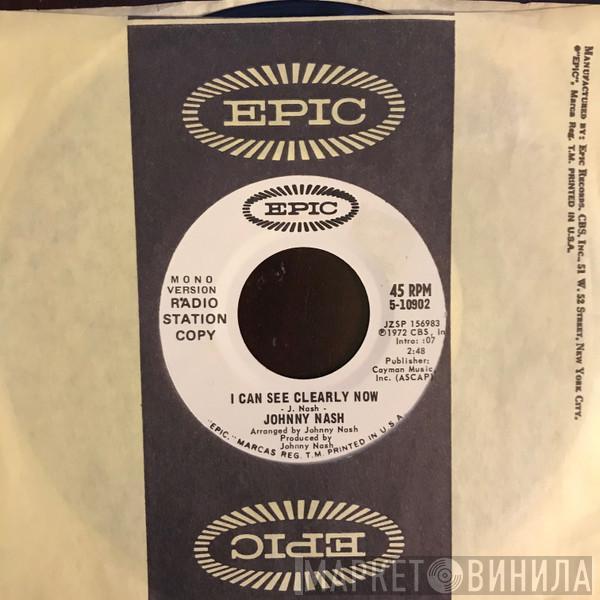 EPIC
MANUFACTURED BY: EPIC RECORDS, CBS, INC., 51 W. 52 STREET, NEW YORK CITY.
® "EPIC", Marca Reg. T.M. PRINTED IN U.S.A.
EPIC
MONO
VERSION
RADIO
STATION
COPY
45 RPM
5-10902
JZSP 156983
℗1972 CBS, In
Intro: :07
2:48
Publisher:
Cayman Music,
Inc. (ASCAP)
I CAN SEE CLEARLY NOW
- J. Nash -
JOHNNY NASH
Arranged by Johnny Nash
Produced by
Johnny Nash
"EPIC," MARCAS REG. T.M. PRINTED IN U.S.A.
EPIC
МАРКЕТ ВИНИЛА